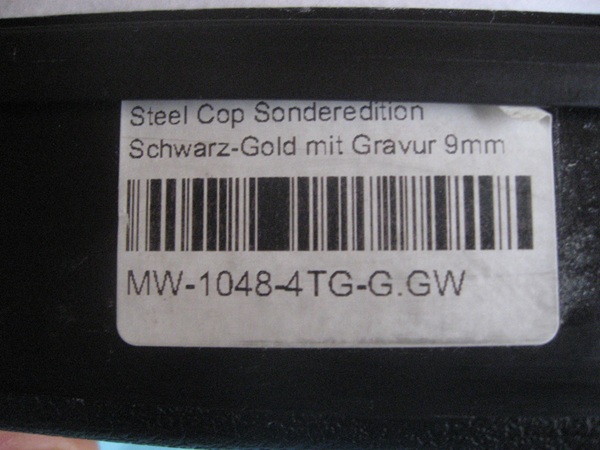 Steel Cop Sonderedition
Schwarz-Gold mit Gravur 9mm
MW-1048-4TG-G.GW